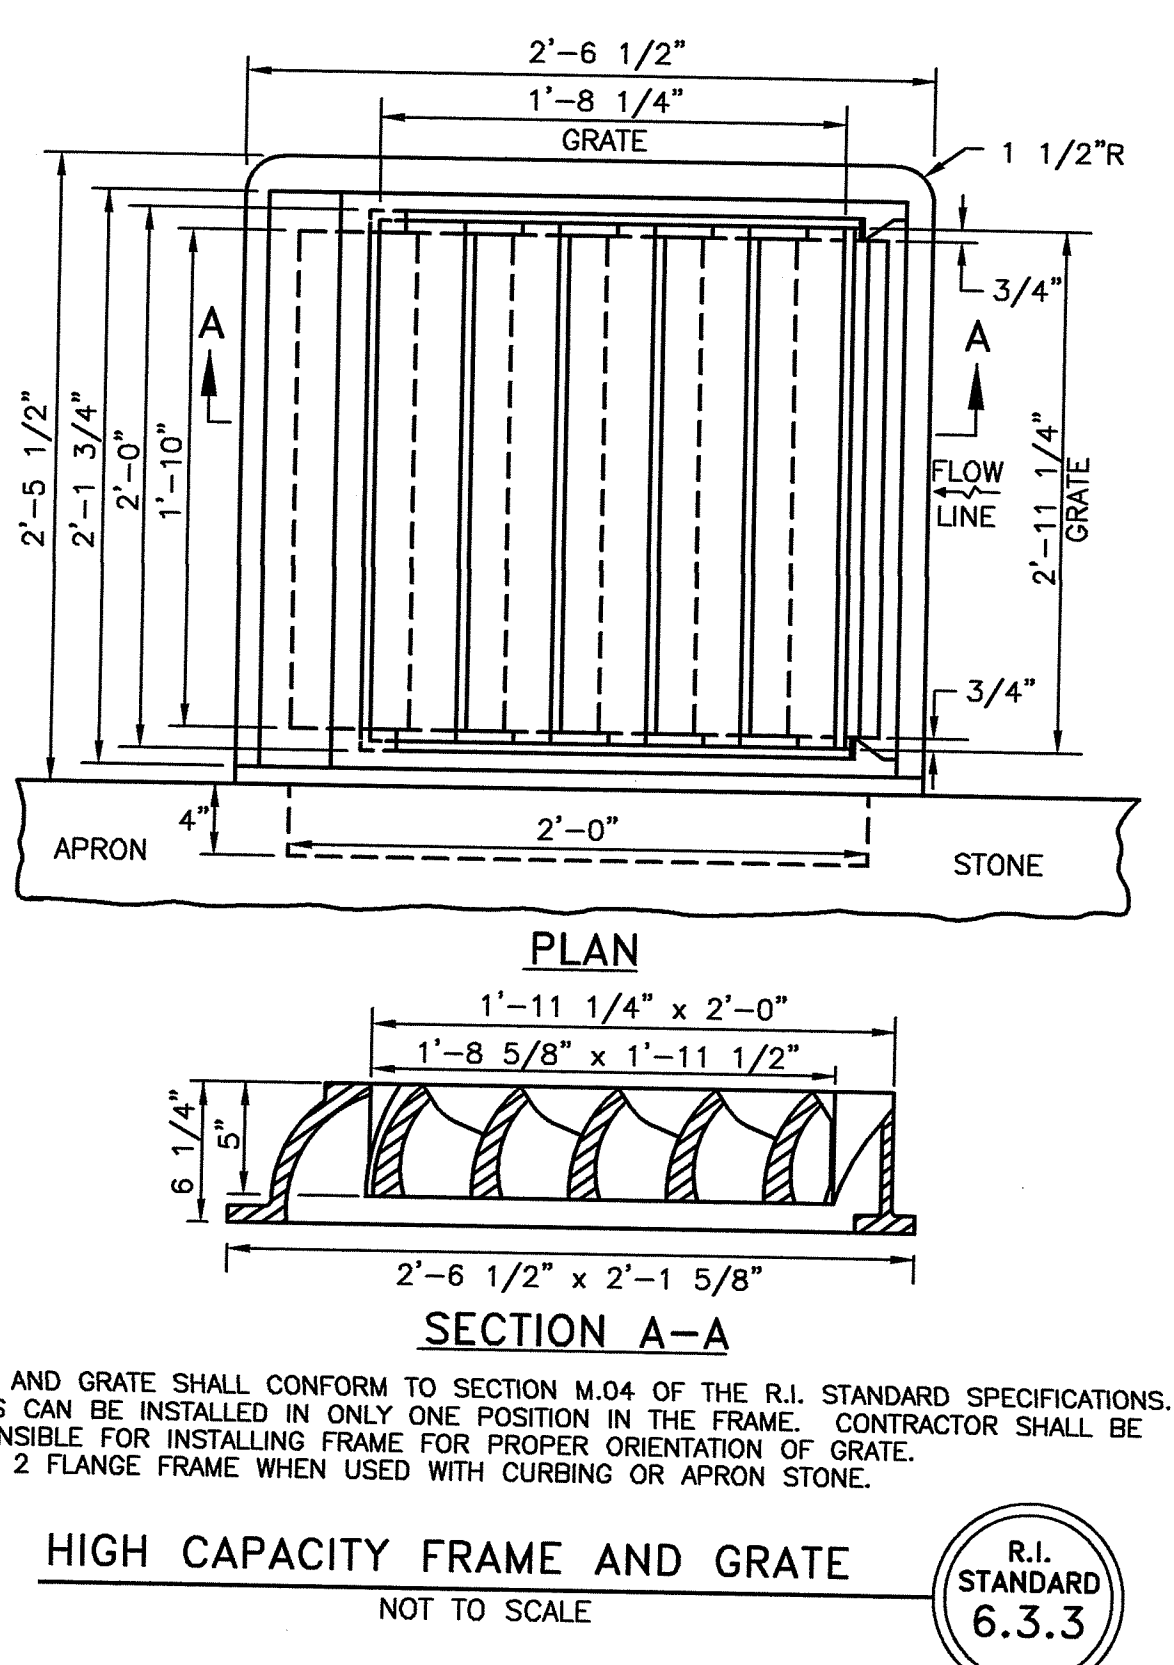 2'-6 1/2"
1'-8 1/4"
GRATE
1 1/2"R
3/4"
A
A
2'-5 1/2"
2'-1 3/4"
2'-0"
1'-10"
FLOW
LINE
2'-11 1/4"
GRATE
3/4"
4"
2'-0"
APRON
STONE
PLAN
1'-11 1/4" x 2'-0"
1'-8 5/8" x 1'-11 1/2"
6 1/4"
5"
2'-6 1/2" x 2'-1 5/8"
SECTION A-A
AND GRATE SHALL CONFORM TO SECTION M.04 OF THE R.I. STANDARD SPECIFICATIONS.
S CAN BE INSTALLED IN ONLY ONE POSITION IN THE FRAME. CONTRACTOR SHALL BE
NSIBLE FOR INSTALLING FRAME FOR PROPER ORIENTATION OF GRATE.
2 FLANGE FRAME WHEN USED WITH CURBING OR APRON STONE.
HIGH CAPACITY FRAME AND GRATE
NOT TO SCALE
R.I.
STANDARD
6.3.3